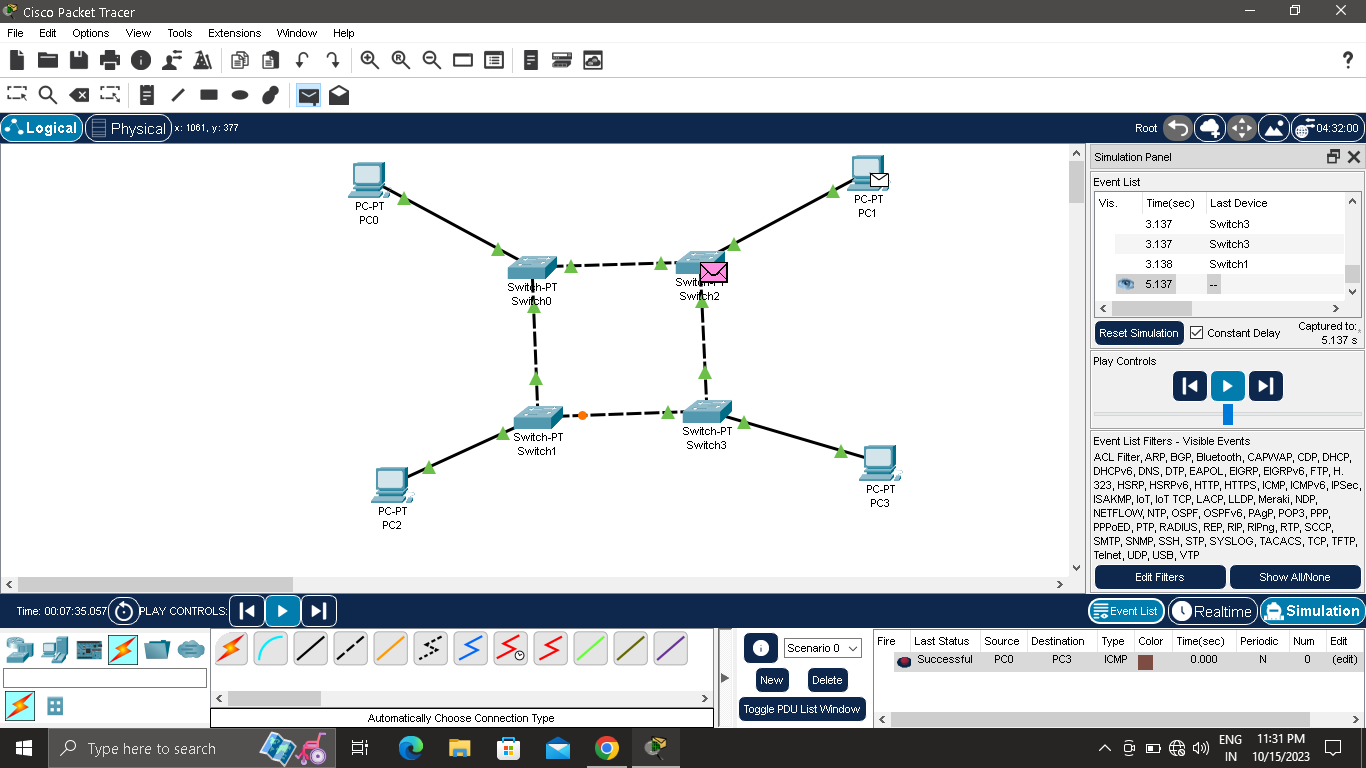 Cisco Packet Tracer
File Edit Options View Tools Extensions Window Help
Logical Physical x: 1061, y: 377 Root 04:32:00
PC-PT
PC0
PC-PT
PC1
Switch-PT
Switch0
Switch-PT
Switch2
Switch-PT
Switch1
Switch-PT
Switch3
PC-PT
PC2
PC-PT
PC3
Simulation Panel
Event List
Vis. Time(sec) Last Device
3.137 Switch3
3.137 Switch3
3.138 Switch1
5.137 --
Reset Simulation Constant Delay Captured to:
5.137 s
Play Controls
Event List Filters - Visible Events
ACL Filter, ARP, BGP, Bluetooth, CAPWAP, CDP, DHCP,
DHCPv6, DNS, DTP, EAPOL, EIGRP, EIGRPv6, FTP, H.
323, HSRP, HSRPv6, HTTP, HTTPS, ICMP, ICMPv6, IPSec,
ISAKMP, IoT, IoT TCP, LACP, LLDP, Meraki, NDP,
NETFLOW, NTP, OSPF, OSPFv6, PAgP, POP3, PPP,
PPPoED, PTP, RADIUS, REP, RIP, RIPng, RTP, SCCP,
SMTP, SNMP, SSH, STP, SYSLOG, TACACS, TCP, TFTP,
Telnet, UDP, USB, VTP
Edit Filters Show All/None
Time: 00:07:35.057 PLAY CONTROLS: Event List Realtime Simulation
Automatically Choose Connection Type
Scenario 0
New Delete
Toggle PDU List Window
Fire Last Status Source Destination Type Color Time(sec) Periodic Num Edit
Successful PC0 PC3 ICMP 0.000 N 0 (edit)
Type here to search
ENG
IN
11:31 PM
10/15/2023